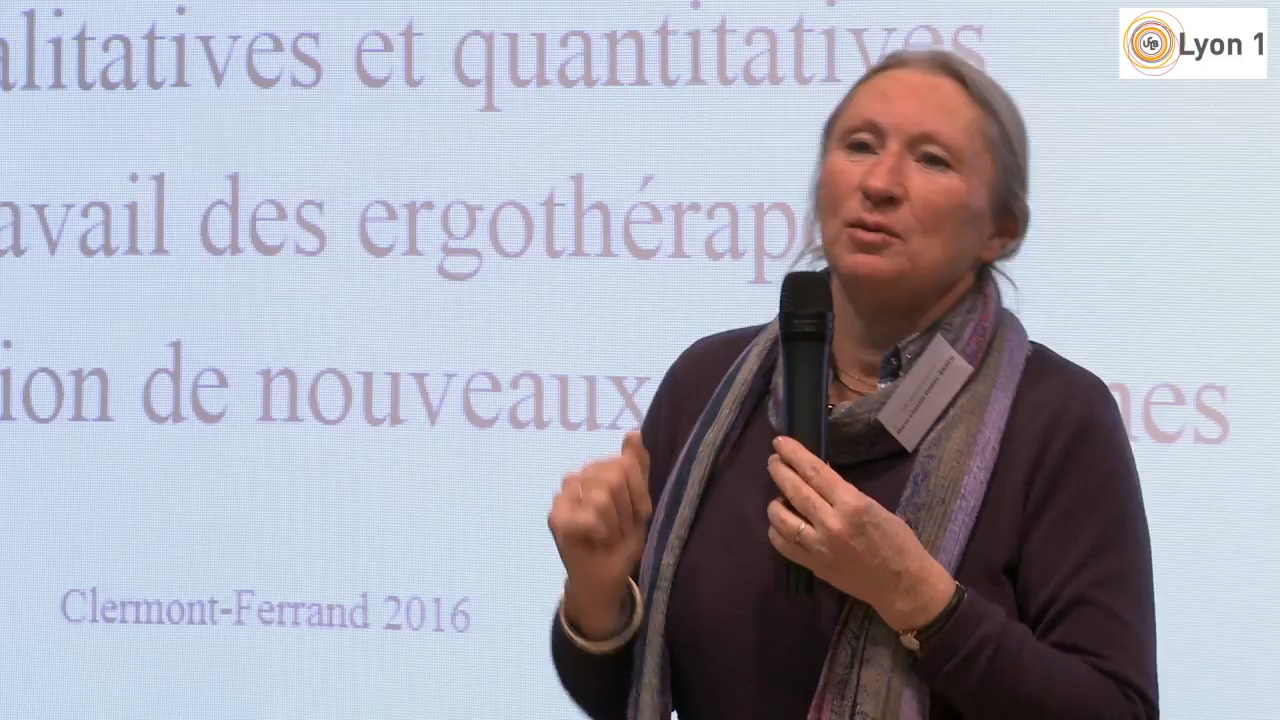 alitatives et quantitatives
Lyon 1
avail des ergothérap
ion de nouveaux
nes
Clermont-Ferrand 2016